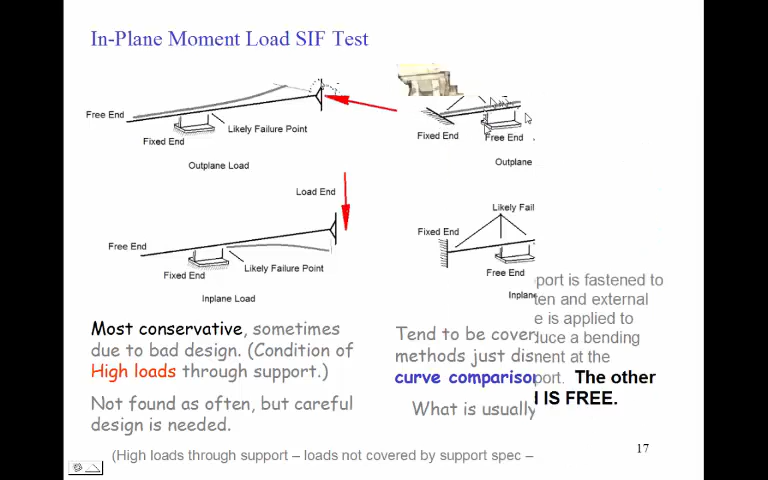 In-Plane Moment Load SIF Test
Free End
Fixed End
Likely Failure Point
Outplane Load
Load End
Free End
Fixed End
Likely Failure Point
Inplane Load
Most conservative, sometimes
due to bad design. (Condition of
High loads through support.)
Not found as often, but careful
design is needed.
Fixed End
Free End
Outplane
Likely Fail
Fixed End
Free End
Inplane
Tend to be cover
methods just dis
curve comparison
What is usually
port is fastened to
ten and external
e is applied to
duce a bending
ment at the
port. The other
IS FREE.
(High loads through support – loads not covered by support spec –
17